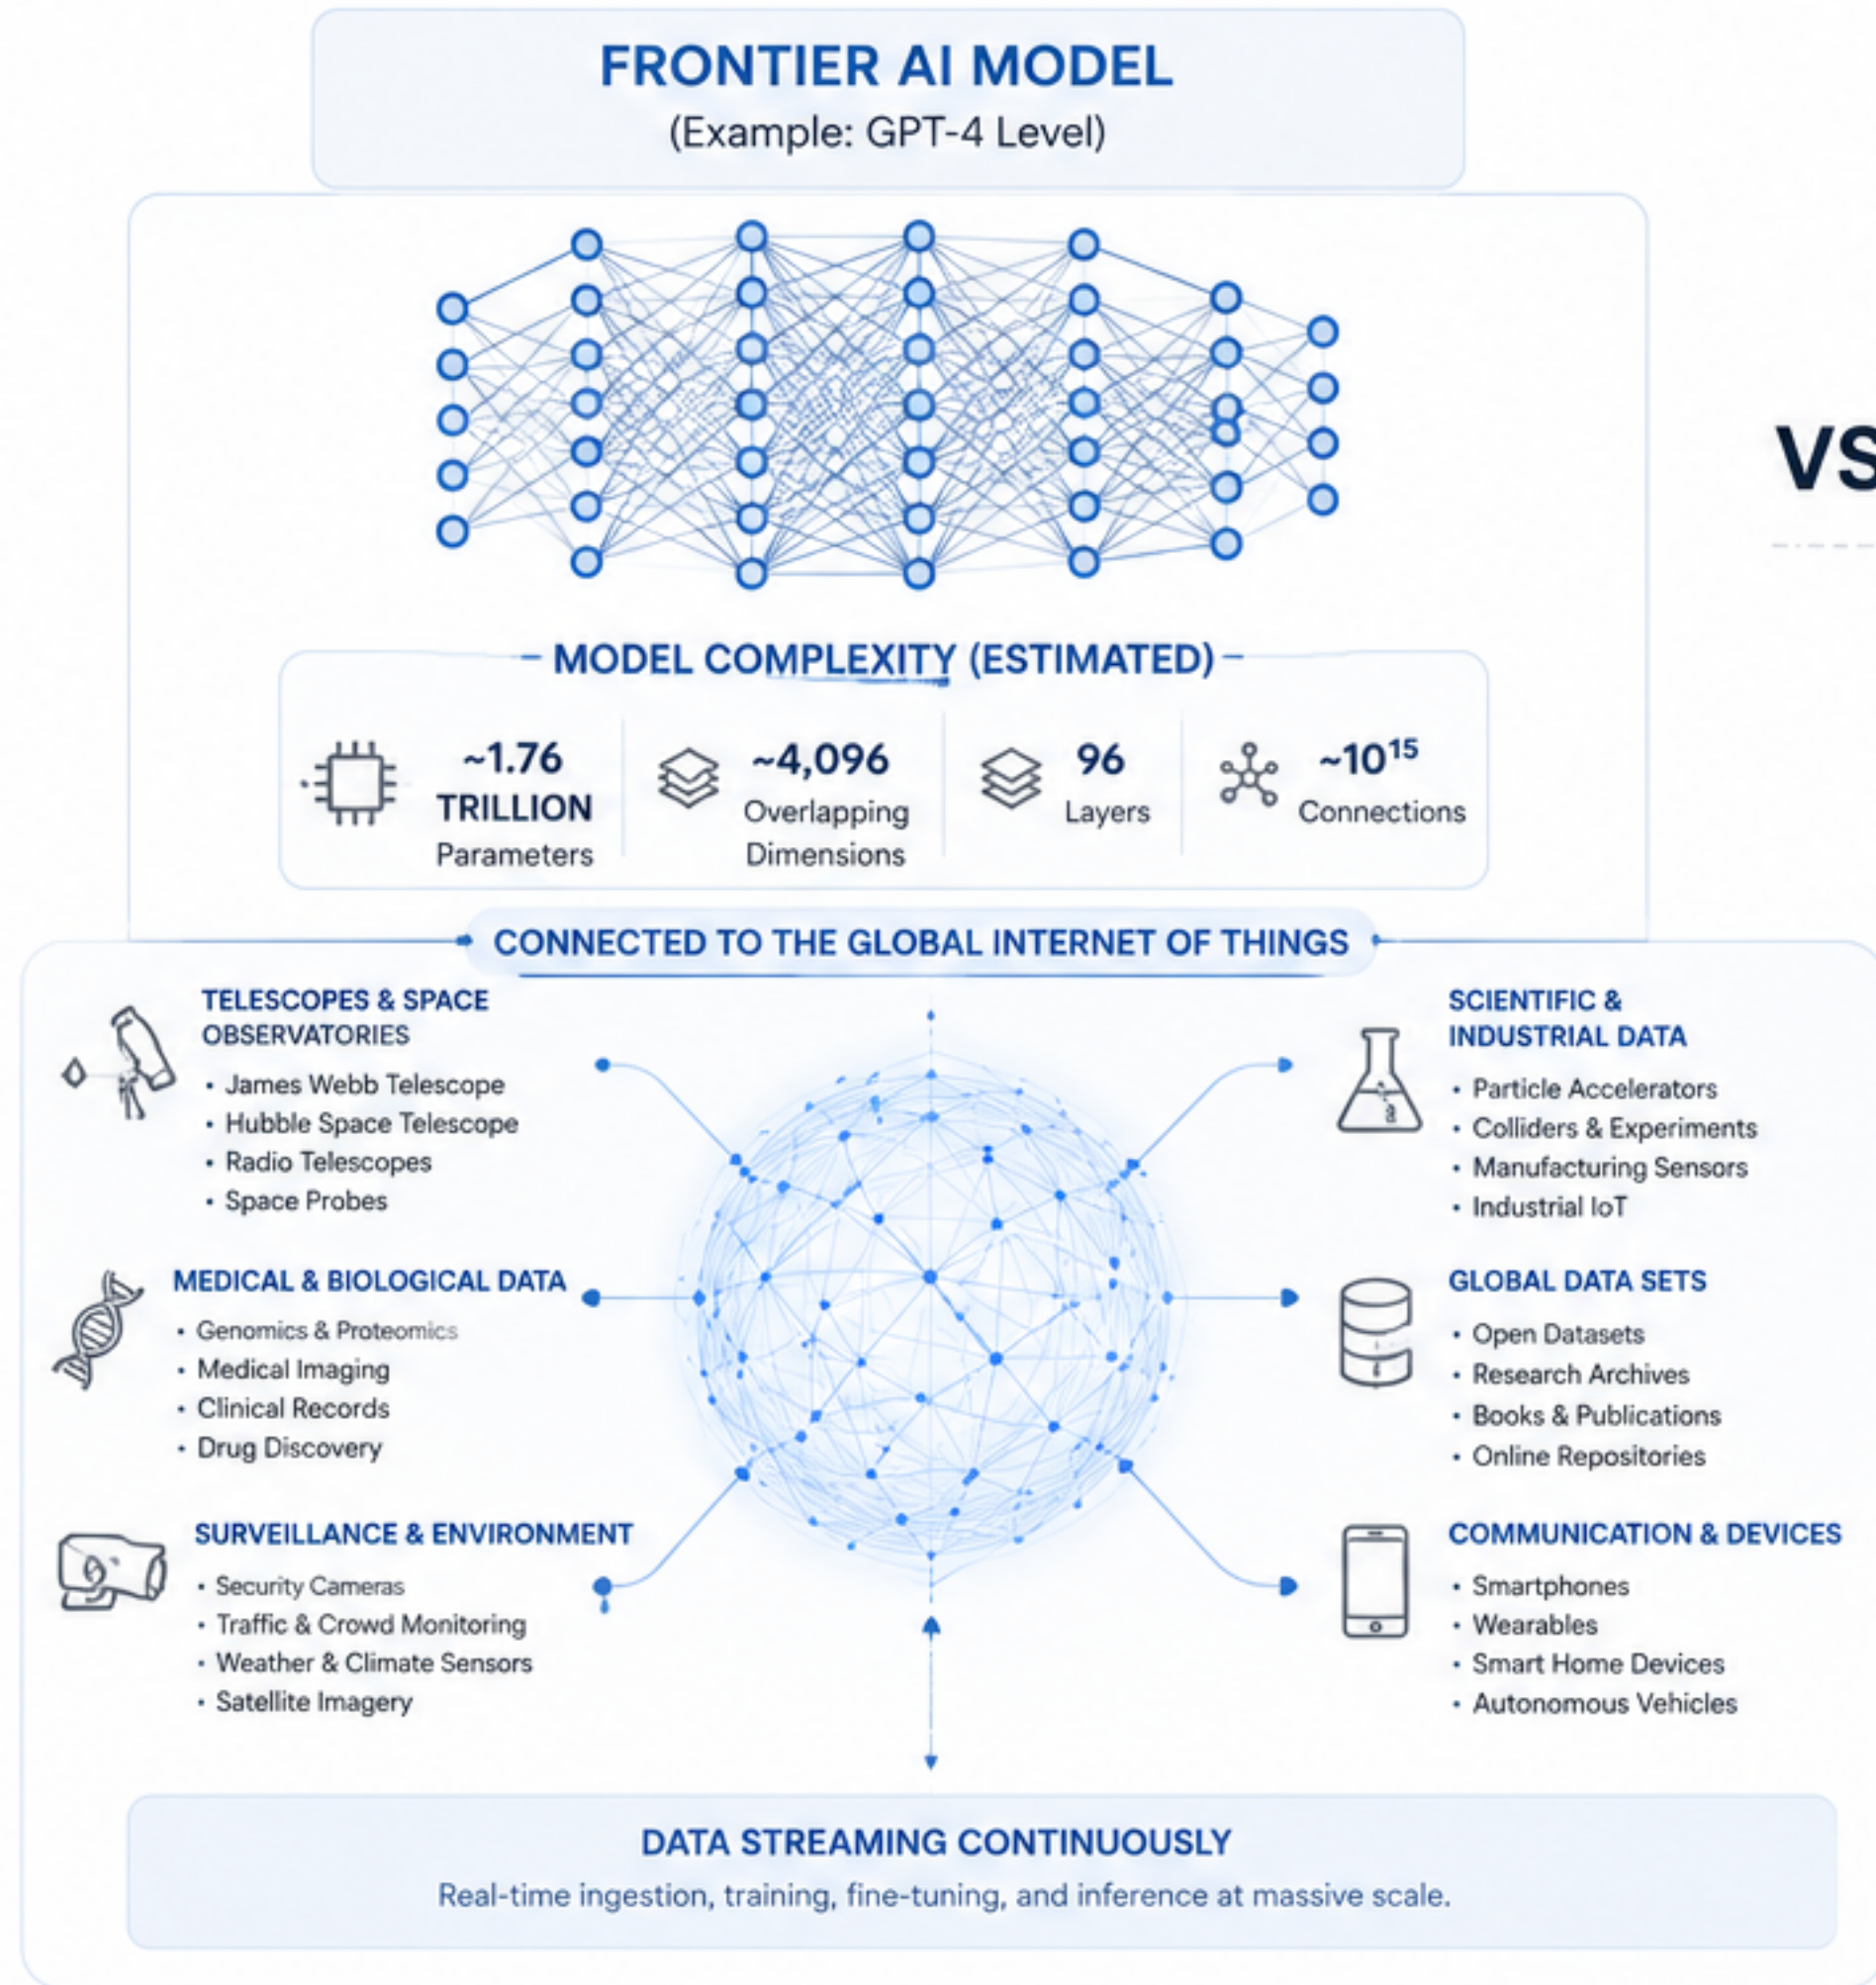 FRONTIER AI MODEL
(Example: GPT-4 Level)
VS
MODEL COMPLEXITY (ESTIMATED)
~1.76
TRILLION
Parameters
~4,096
Overlapping
Dimensions
96
Layers
~10¹⁵
Connections
CONNECTED TO THE GLOBAL INTERNET OF THINGS
TELESCOPES & SPACE
OBSERVATORIES
• James Webb Telescope
• Hubble Space Telescope
• Radio Telescopes
• Space Probes
MEDICAL & BIOLOGICAL DATA
• Genomics & Proteomics
• Medical Imaging
• Clinical Records
• Drug Discovery
SURVEILLANCE & ENVIRONMENT
• Security Cameras
• Traffic & Crowd Monitoring
• Weather & Climate Sensors
• Satellite Imagery
SCIENTIFIC &
INDUSTRIAL DATA
• Particle Accelerators
• Colliders & Experiments
• Manufacturing Sensors
• Industrial IoT
GLOBAL DATA SETS
• Open Datasets
• Research Archives
• Books & Publications
• Online Repositories
COMMUNICATION & DEVICES
• Smartphones
• Wearables
• Smart Home Devices
• Autonomous Vehicles
DATA STREAMING CONTINUOUSLY
Real-time ingestion, training, fine-tuning, and inference at massive scale.